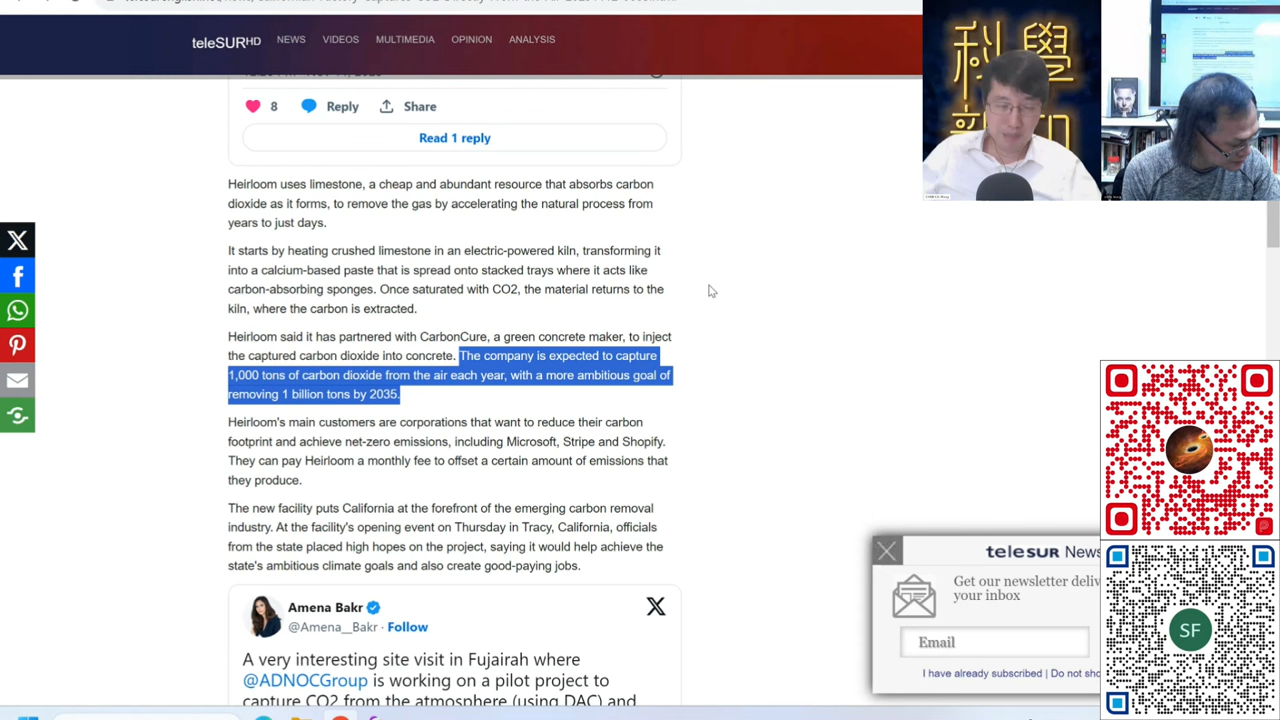 teleSURHD
NEWS
VIDEOS
MULTIMEDIA
OPINION
ANALYSIS
8
Reply
Share
Read 1 reply
Heirloom uses limestone, a cheap and abundant resource that absorbs carbon
dioxide as it forms, to remove the gas by accelerating the natural process from
years to just days.
It starts by heating crushed limestone in an electric-powered kiln, transforming it
into a calcium-based paste that is spread onto stacked trays where it acts like
carbon-absorbing sponges. Once saturated with CO2, the material returns to the
kiln, where the carbon is extracted.
Heirloom said it has partnered with CarbonCure, a green concrete maker, to inject
the captured carbon dioxide into concrete. The company is expected to capture
1,000 tons of carbon dioxide from the air each year, with a more ambitious goal of
removing 1 billion tons by 2035.
Heirloom's main customers are corporations that want to reduce their carbon
footprint and achieve net-zero emissions, including Microsoft, Stripe and Shopify.
They can pay Heirloom a monthly fee to offset a certain amount of emissions that
they produce.
The new facility puts California at the forefront of the emerging carbon removal
industry. At the facility's opening event on Thursday in Tracy, California, officials
from the state placed high hopes on the project, saying it would help achieve the
state's ambitious climate goals and also create good-paying jobs.
Amena Bakr
@Amena__Bakr · Follow
A very interesting site visit in Fujairah where
@ADNOCGroup is working on a pilot project to
capture CO2 from the
(using DAC) and
科學
teleSUR News
Get our newsletter deliv
your inbox
Email
I have already subscribed | Do not sho
SF